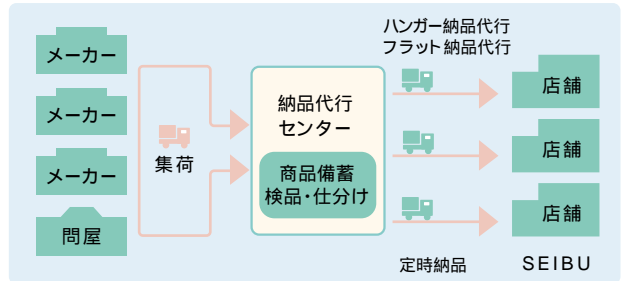 メーカー
メーカー
メーカー
問屋
集荷
納品代行
センター
商品備蓄
検品・仕分け
ハンガー納品代行
フラット納品代行
定時納品
店舗
店舗
店舗
SEIBU